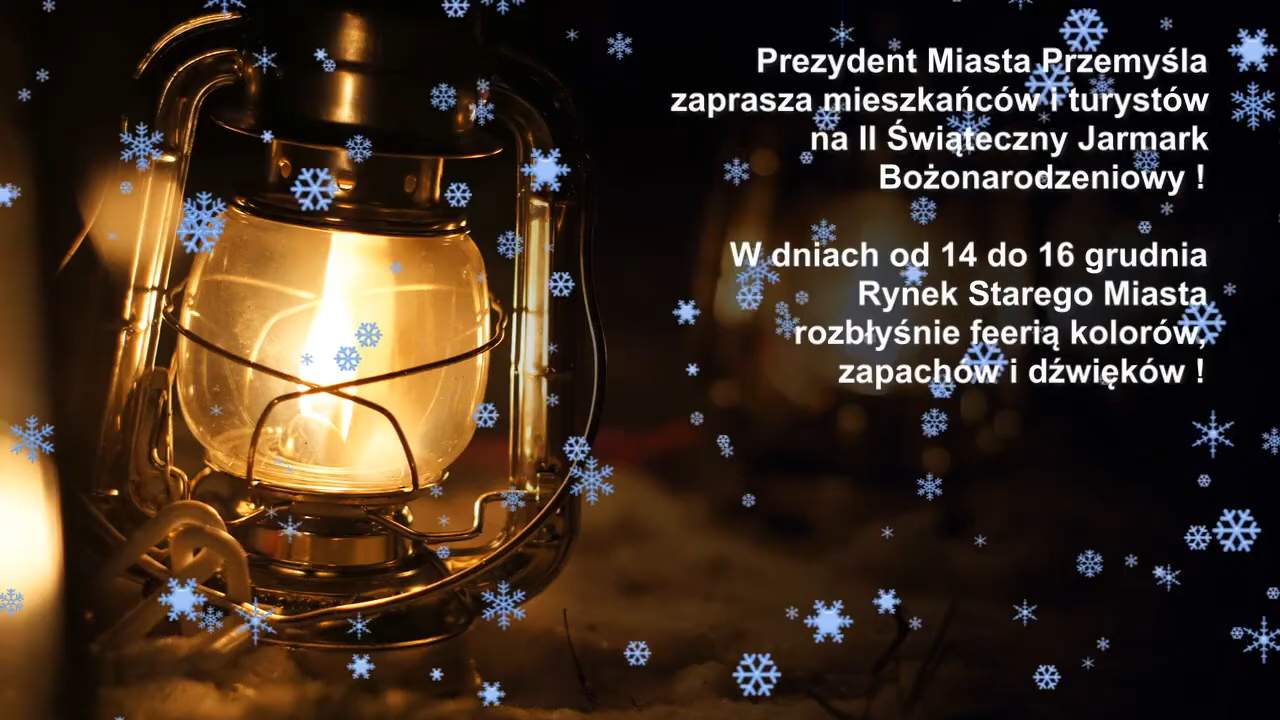 Prezydent Miasta Przemyśla
zaprasza mieszkańców i turystów
na II Świąteczny Jarmark
Bożonarodzeniowy !
W dniach od 14 do 16 grudnia
Rynek Starego Miasta
rozbłyśnie feerią kolorów,
zapachów i dźwięków !